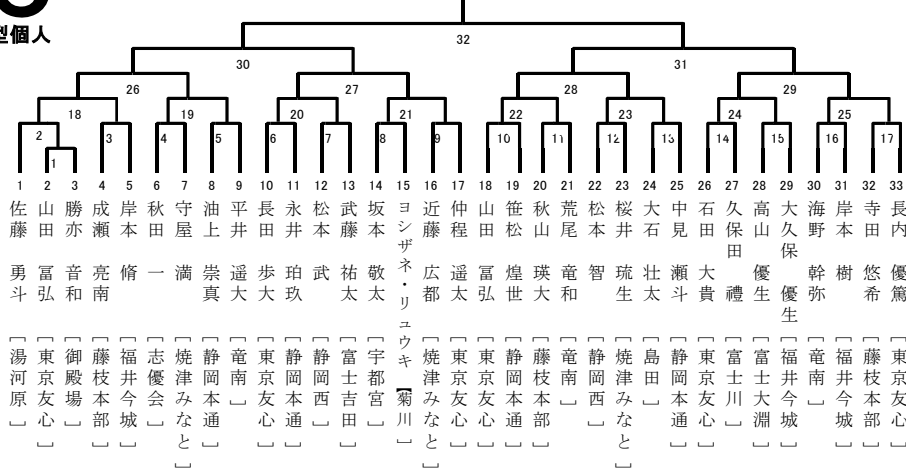 型個人
32
30
31
26
27
28
29
18
19
20
21
22
23
24
25
2
3
4
5
6
7
8
9
10
11
12
13
14
15
16
17
1
1 佐藤 勇斗 [湯河原]
2 山田 冨弘 [東京友心]
3 勝亦 音和 [御殿場]
4 成瀬 亮南 [藤枝本部]
5 岸本 脩 [福井今城]
6 秋田 一 [志優会]
7 守屋 満 [焼津みなと]
8 油上 崇真 [静岡本通]
9 平井 遥大 [竜南]
10 長田 歩大 [東京友心]
11 永井 珀玖 [静岡本通]
12 松本 武 [静岡西]
13 武藤 祐太 [富士吉田]
14 坂本 敬太 [宇都宮]
15 ヨシザネ・リュウキ 【菊川]
16 近藤 広都 [焼津みなと]
17 仲程 遥太 [東京友心]
18 山田 冨弘 [東京友心]
19 笹松 煌世 [静岡本通]
20 秋山 瑛大 [藤枝本部]
21 荒尾 竜和 [竜南]
22 松本 智 [静岡西]
23 桜井 琉生 [焼津みなと]
24 大石 壮太 [島田]
25 中見 瀬斗 [静岡本通]
26 石田 大貴 [東京友心]
27 久保田 禮 [富士川]
28 高山 優生 [富士大淵]
29 大久保 優生 [福井今城]
30 海野 幹弥 [竜南]
31 岸本 樹 [福井今城]
32 寺田 悠希 [藤枝本部]
33 長内 優篤 [東京友心]